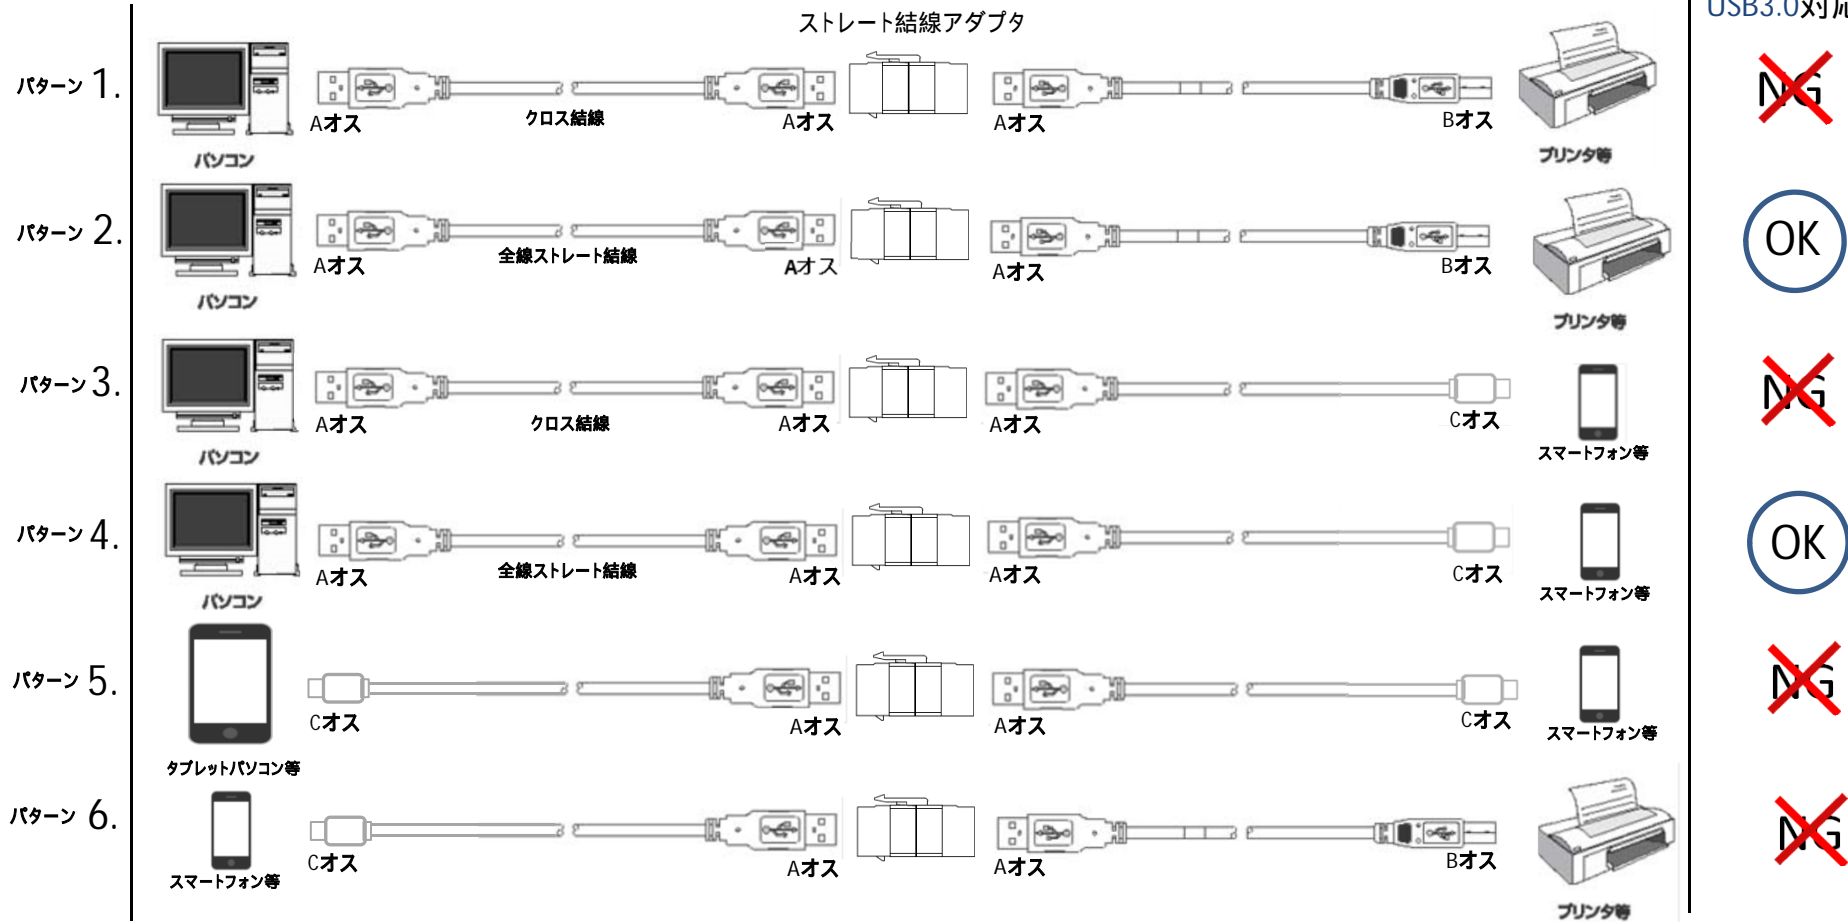 ストレート結線アダプタ
USB3.0対応
パターン 1.
Aオス
クロス結線
Aオス
Aオス
Bオス
パソコン
プリンタ等
NG
パターン 2.
Aオス
全線ストレート結線
Aオス
Aオス
Bオス
パソコン
プリンタ等
OK
パターン 3.
Aオス
クロス結線
Aオス
Aオス
Cオス
パソコン
スマートフォン等
NG
パターン 4.
Aオス
全線ストレート結線
Aオス
Aオス
Cオス
パソコン
スマートフォン等
OK
パターン 5.
Cオス
Aオス
Aオス
Cオス
タブレットパソコン等
スマートフォン等
NG
パターン 6.
Cオス
Aオス
Aオス
Bオス
スマートフォン等
プリンタ等
NG